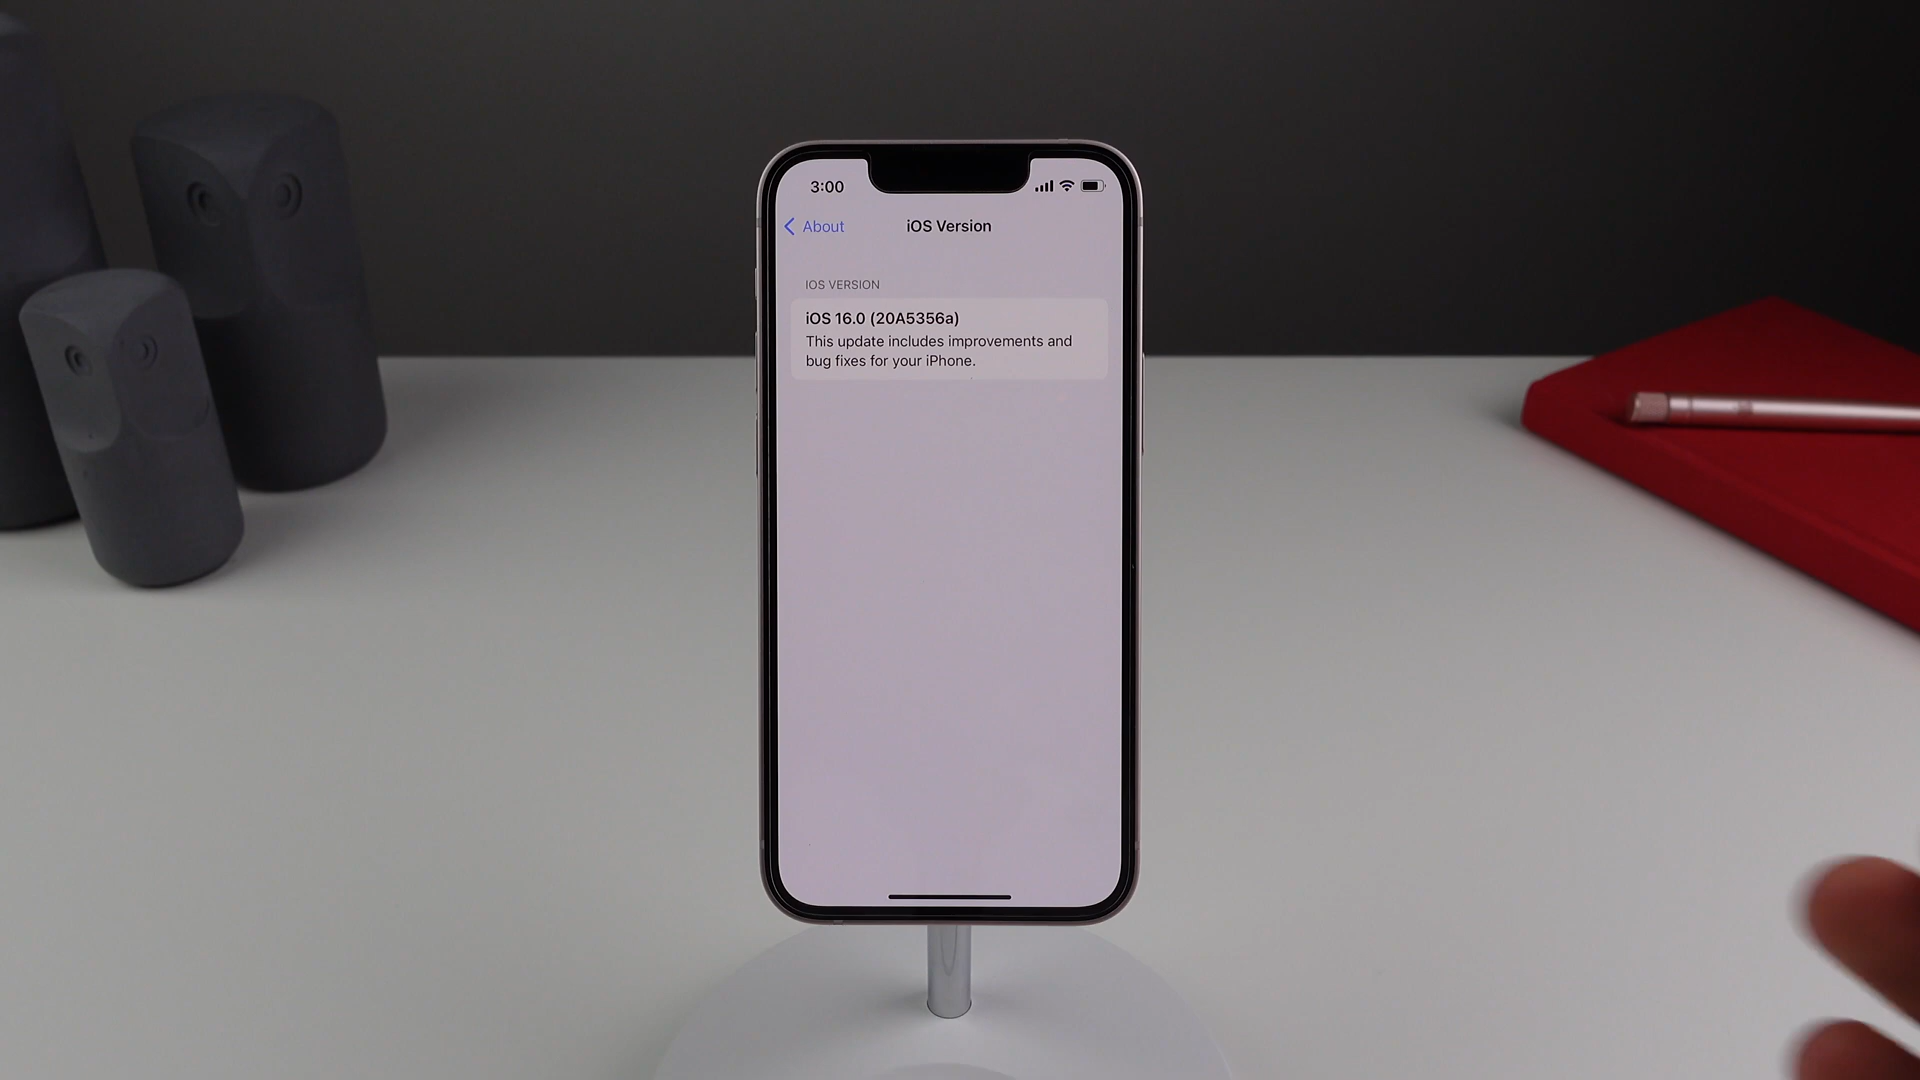 3:00
About
iOS Version
IOS VERSION
iOS 16.0 (20A5356a)
This update includes improvements and
bug fixes for your iPhone.